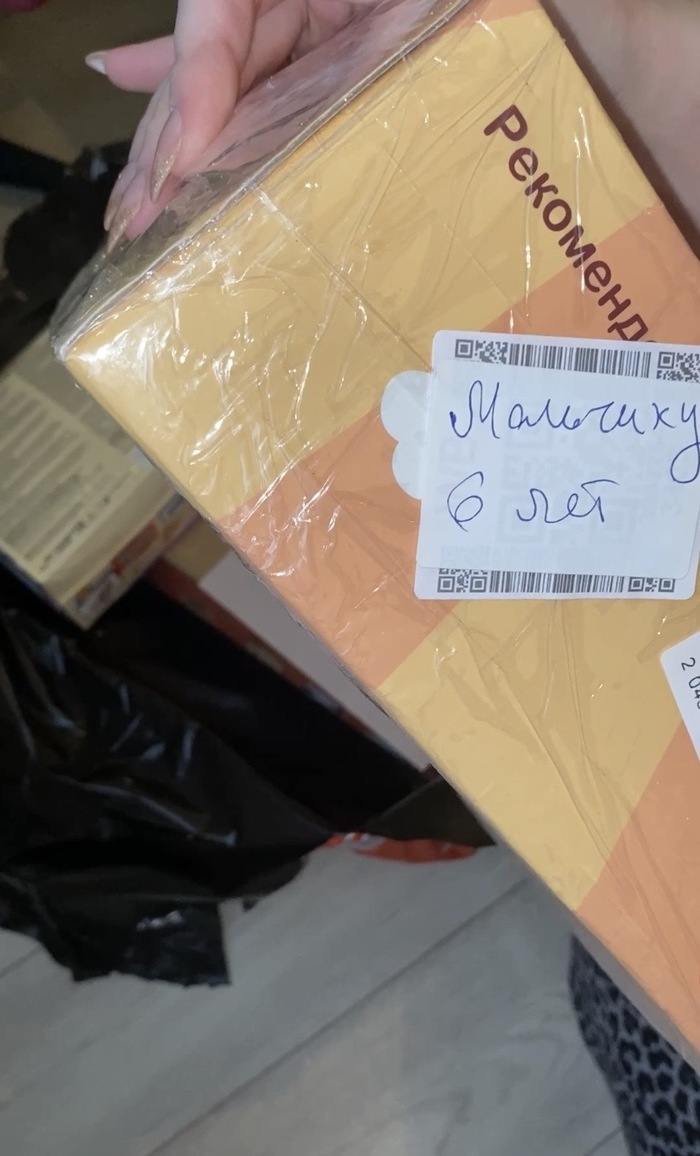 Рекоменд
Мальчику
6 лет